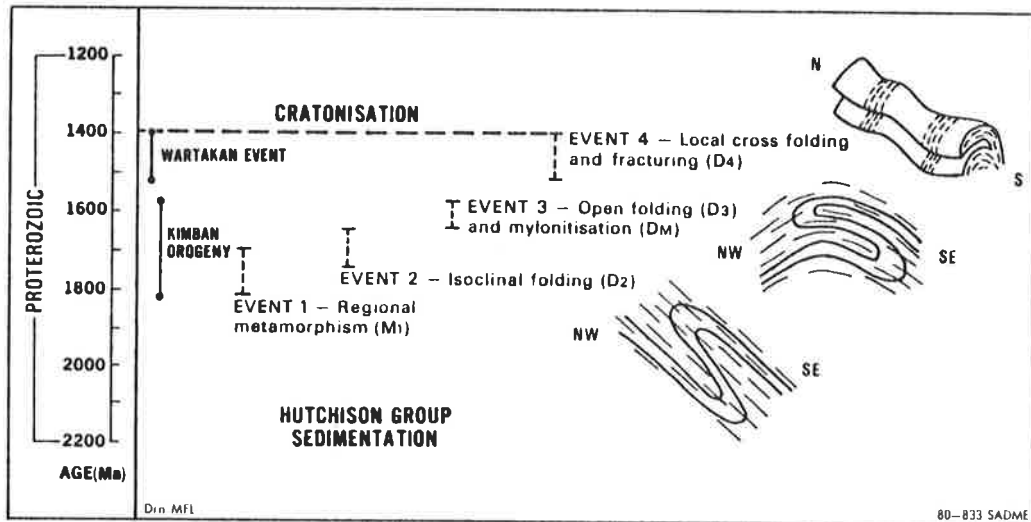 1200
1400
1600
1800
2000
2200
AGE(Ma)
PROTEROZOIC
CRATONISATION
WARTAKAN EVENT
KIMBAN
OROGENY
EVENT 4 – Local cross folding
and fracturing (D4)
EVENT 3 – Open folding (D3)
and mylonitisation (DM)
EVENT 2 – Isoclinal folding (D2)
EVENT 1 – Regional
metamorphism (M1)
HUTCHISON GROUP
SEDIMENTATION
N
S
NW
SE
NW
SE
Drn MFL
80–833 SADME